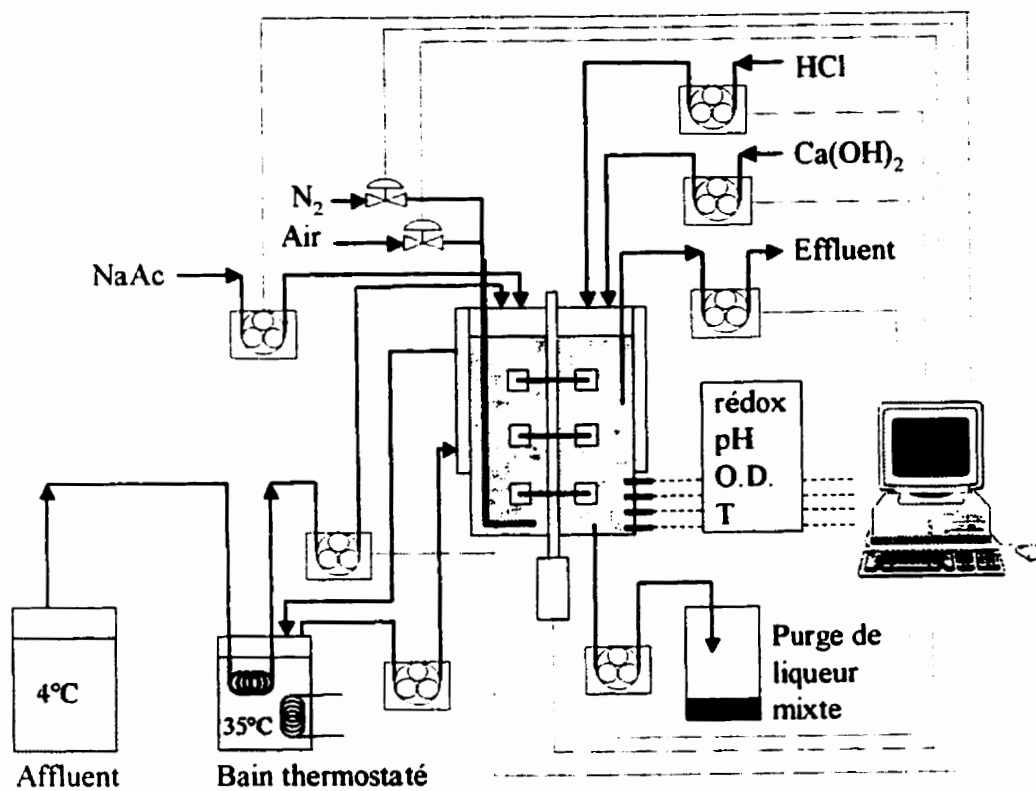 HCl
Ca(OH)₂
N₂
Air
NaAc
Effluent
rédox
pH
O.D.
T
4°C
35°C
Purge de
liqueur
mixte
Affluent
Bain thermostaté